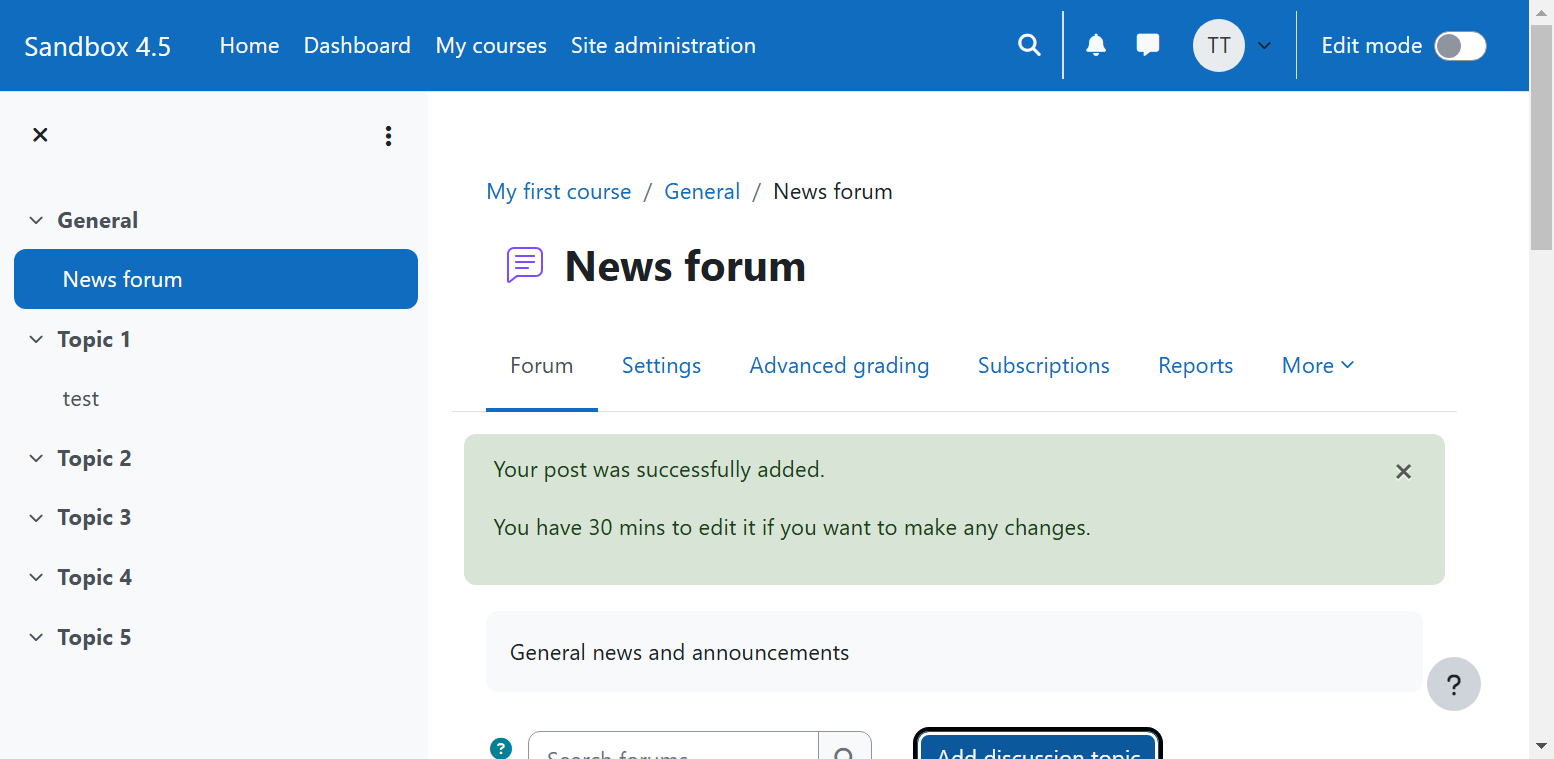 Sandbox 4.5 Home Dashboard My courses Site administration TT Edit mode
General
News forum
Topic 1
test
Topic 2
Topic 3
Topic 4
Topic 5
My first course / General / News forum
News forum
Forum Settings Advanced grading Subscriptions Reports More
Your post was successfully added.
You have 30 mins to edit it if you want to make any changes.
General news and announcements
?
? Search forums Add discussion topic